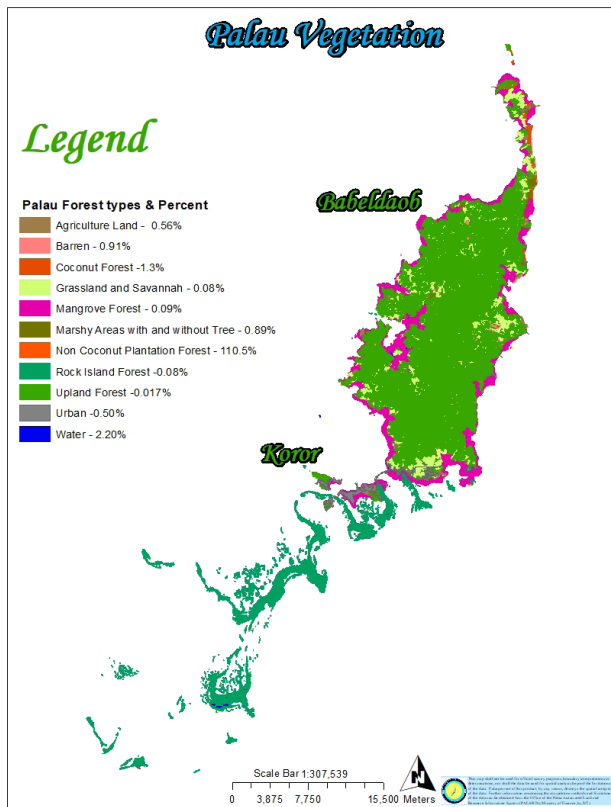 Palau Vegetation
Legend
Babeldaob
Palau Forest types & Percent
Agriculture Land - 0.56%
Barren - 0.91%
Coconut Forest -1.3%
Grassland and Savannah - 0.08%
Mangrove Forest - 0.09%
Marshy Areas with and without Tree - 0.89%
Non Coconut Plantation Forest - 110.5%
Rock Island Forest -0.08%
Upland Forest -0.017%
Urban -0.50%
Water - 2.20%
Koror
Scale Bar 1:307,539
0 3,875 7,750 15,500
Meters
N